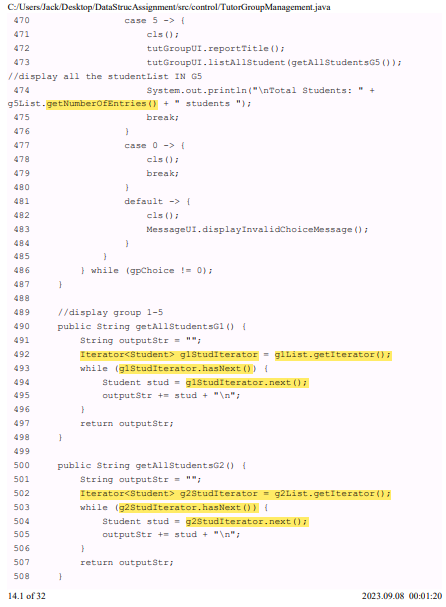 C:/Users/Jack/Desktop/DataStrucAssignment/src/control/TutorGroupManagement.java
470                 case 5 -> {
471                     cls();
472                     tutGroupUI.reportTitle();
473                     tutGroupUI.listAllStudent(getAllStudentsG5());
//display all the studentList IN G5
474                     System.out.println("\nTotal Students: " +
g5List.getNumberOfEntries() + " students ");
475                     break;
476                 }
477                 case 0 -> {
478                     cls();
479                     break;
480                 }
481                 default -> {
482                     cls();
483                     MessageUI.displayInvalidChoiceMessage();
484                 }
485             }
486         } while (gpChoice != 0);
487     }
488
489     //display group 1-5
490     public String getAllStudentsG1() {
491         String outputStr = "";
492         Iterator<Student> g1StudIterator = g1List.getIterator();
493         while (g1StudIterator.hasNext()) {
494             Student stud = g1StudIterator.next();
495             outputStr += stud + "\n";
496         }
497         return outputStr;
498     }
499
500     public String getAllStudentsG2() {
501         String outputStr = "";
502         Iterator<Student> g2StudIterator = g2List.getIterator();
503         while (g2StudIterator.hasNext()) {
504             Student stud = g2StudIterator.next();
505             outputStr += stud + "\n";
506         }
507         return outputStr;
508     }
14.1 of 32 2023.09.08 00:01:20